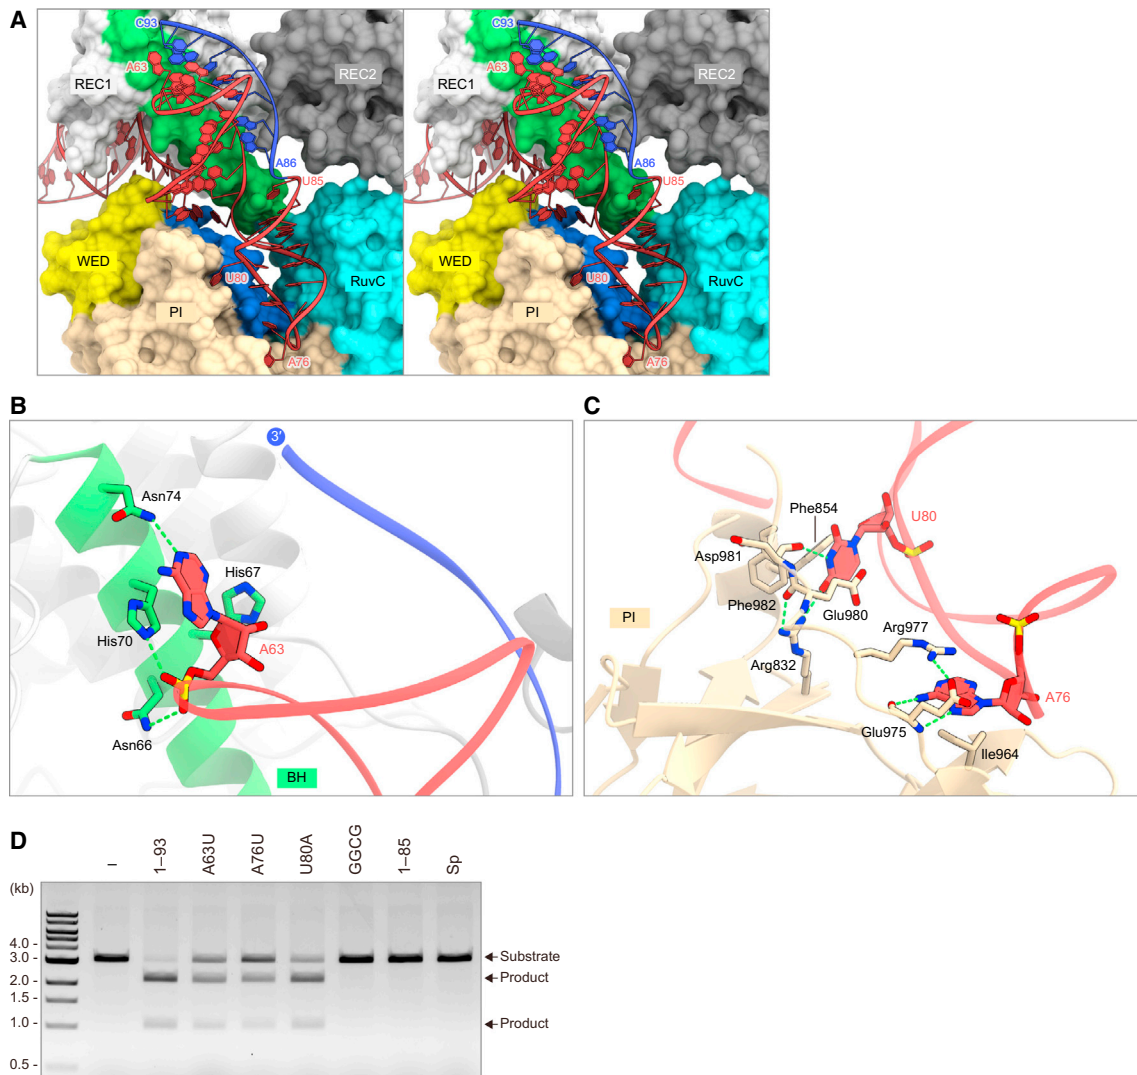 A
C93
A63
REC1
REC2
A86
U85
WED
U80
RuvC
PI
A76
C93
A63
REC1
REC2
A86
U85
WED
U80
RuvC
PI
A76
B
3′
Asn74
His67
His70
A63
Asn66
BH
C
Phe854
U80
Asp981
Phe982
Glu980
PI
Arg977
Arg832
A76
Glu975
Ile964
D
– 1–93 A63U A76U U80A GGCG 1–85 Sp
(kb)
4.0 -
3.0 -
Substrate
2.0 -
Product
1.5 -
1.0 -
Product
0.5 -